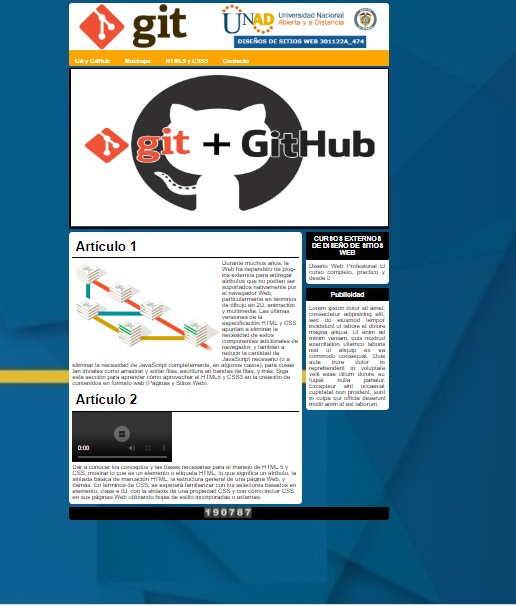 git
UNAD Universidad Nacional
Abierta y a Distancia
DISEÑOS DE SITIOS WEB 301122A_474
Git y GitHub Mockups HTML5 y CSS3 Contacto
git + GitHub
Artículo 1
Durante muchos años, la
Web ha dependido de plug-
ins externos para entregar
atributos que no podían ser
soportados nativamente por
el navegador Web,
particularmente en términos
de dibujo en 2D, animación
y multimedia. Las últimas
versiones de la
especificación HTML y CSS
apuntan a eliminar la
necesidad de estos
componentes adicionales de
navegador, y también a
reducir la cantidad de
JavaScript necesario (o a
eliminar la necesidad de JavaScript completamente, en algunos casos), para cosas
tan triviales como arrastrar y soltar filas, escritura en bandas de filas, y más. Siga
esta sección para aprender cómo aprovechar el HTML5 y CSS3 en la creación de
contenidos en formato web (Páginas y Sitios Web).
Artículo 2
0:00
Dar a conocer los conceptos y las bases necesarias para el manejo de HTML 5 y
CSS, mostrar lo que es un elemento o etiqueta HTML, lo que significa un atributo, la
sintaxis básica de marcación HTML, la estructura general de una página Web, y
demás. En términos de CSS, se esperará familiarizar con los selectores basados en
elemento, clase e ID, con la sintaxis de una propiedad CSS y con cómo incluir CSS
en sus páginas Web utilizando hojas de estilo incorporadas o externas.
CURSOS EXTERNOS
DE DISEÑO DE SITIOS
WEB
Diseño Web Profesional El
curso completo, practico y
desde 0
Publicidad
Lorem ipsum dolor sit amet,
consectetur adipisicing elit,
sed do eiusmod tempor
incididunt ut labore et dolore
magna aliqua. Ut enim ad
minim veniam, quis nostrud
exercitation ullamco laboris
nisi ut aliquip ex ea
commodo consequat. Duis
aute irure dolor in
reprehenderit in voluptate
velit esse cillum dolore eu
fugiat nulla pariatur.
Excepteur sint occaecat
cupidatat non proident, sunt
in culpa qui officia deserunt
mollit anim id est laborum.
190787